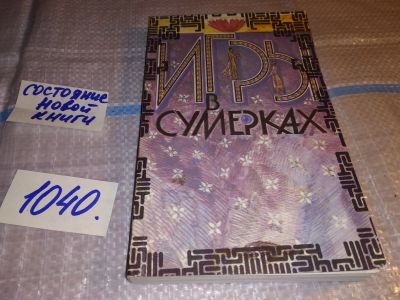 состояние
новой
книги
1040.
ИГРЫ
В
СУМЕРКАХ